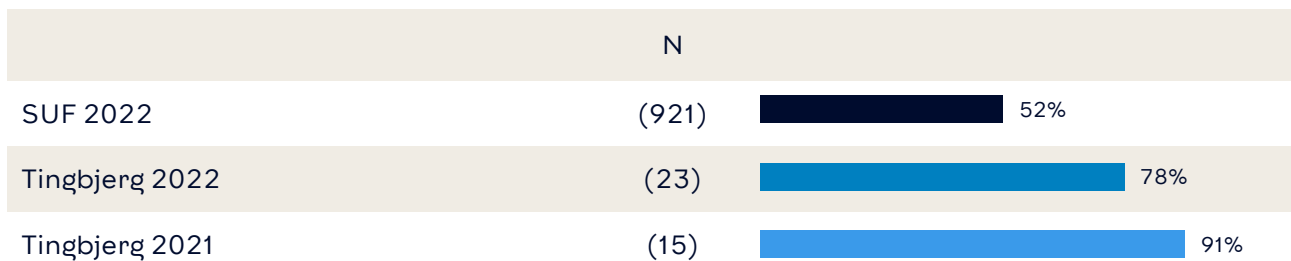 N
SUF 2022 (921) 52%
Tingbjerg 2022 (23) 78%
Tingbjerg 2021 (15) 91%